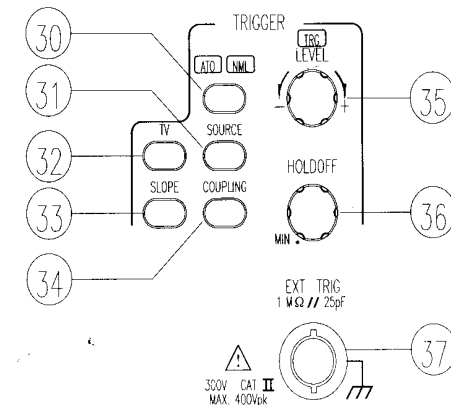 TRIGGER
30
TRG
LEVEL
ATO NML
31
− +
35
TV SOURCE
32
HOLDOFF
SLOPE COUPLING
33
36
MIN.
34
EXT TRIG
1 MΩ // 25pF
37
300V CAT II
MAX. 400Vpk